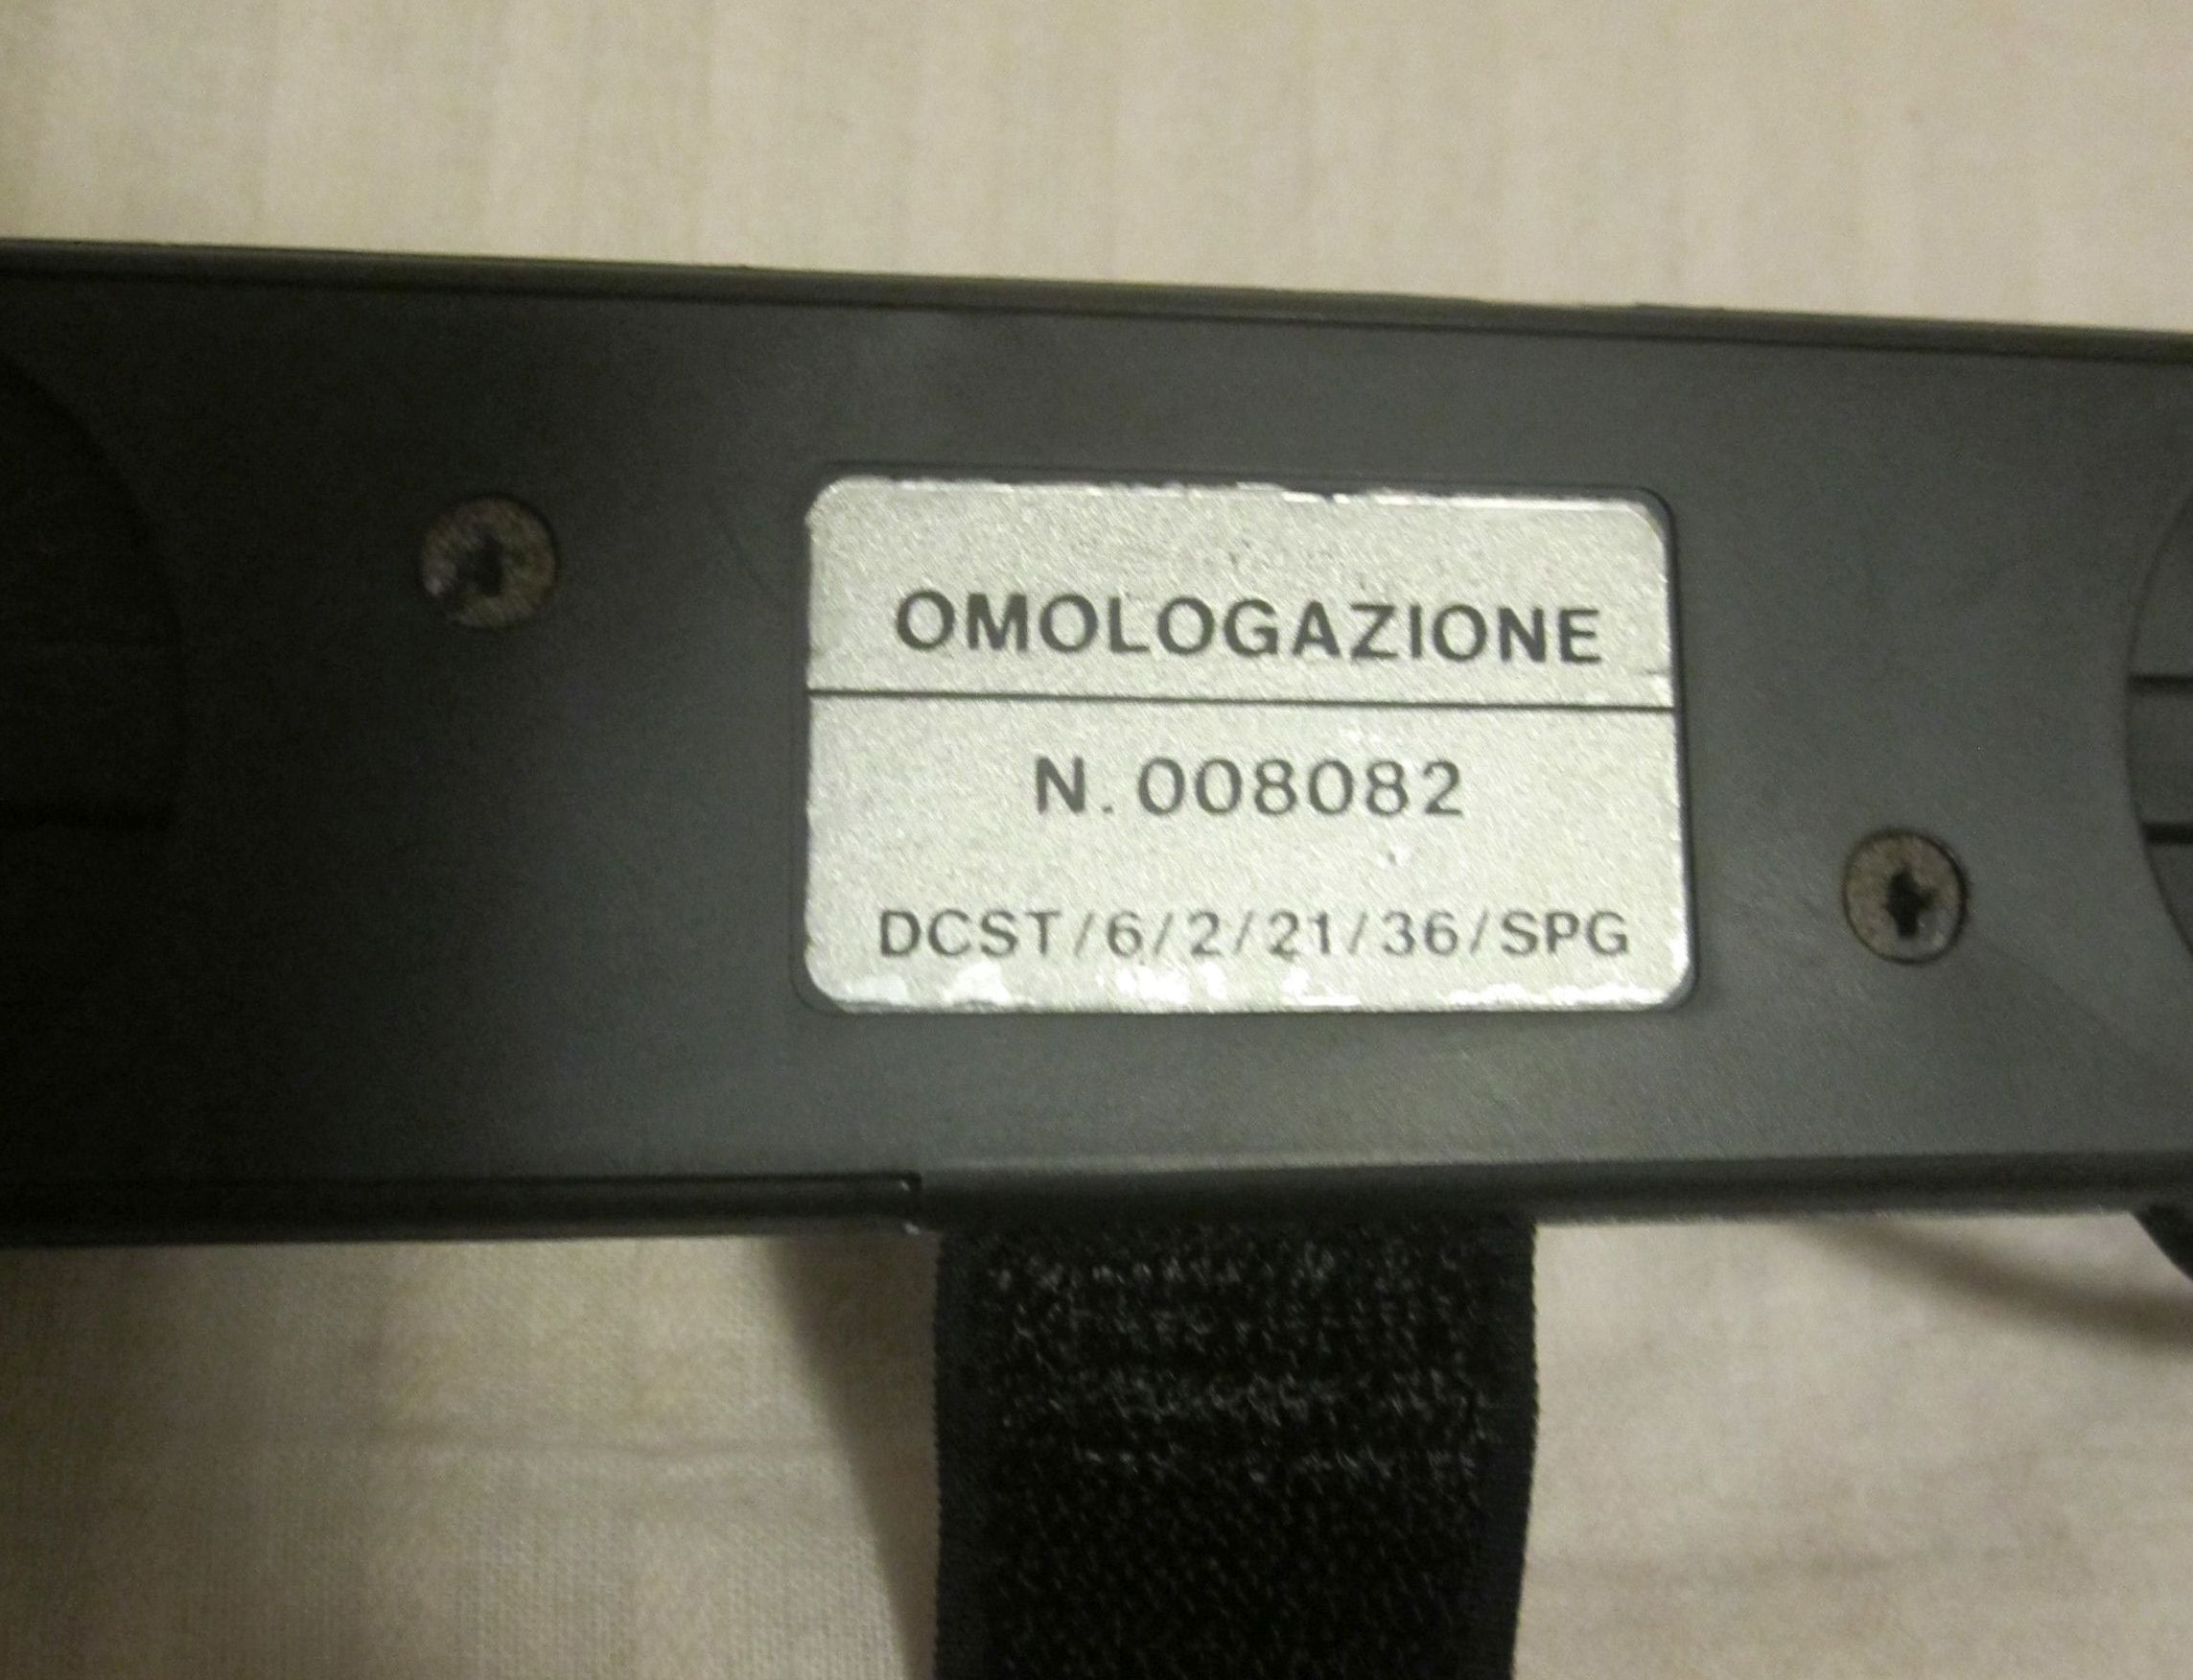 OMOLOGAZIONE
N. 008082
DCST/6/2/21/36/SPG